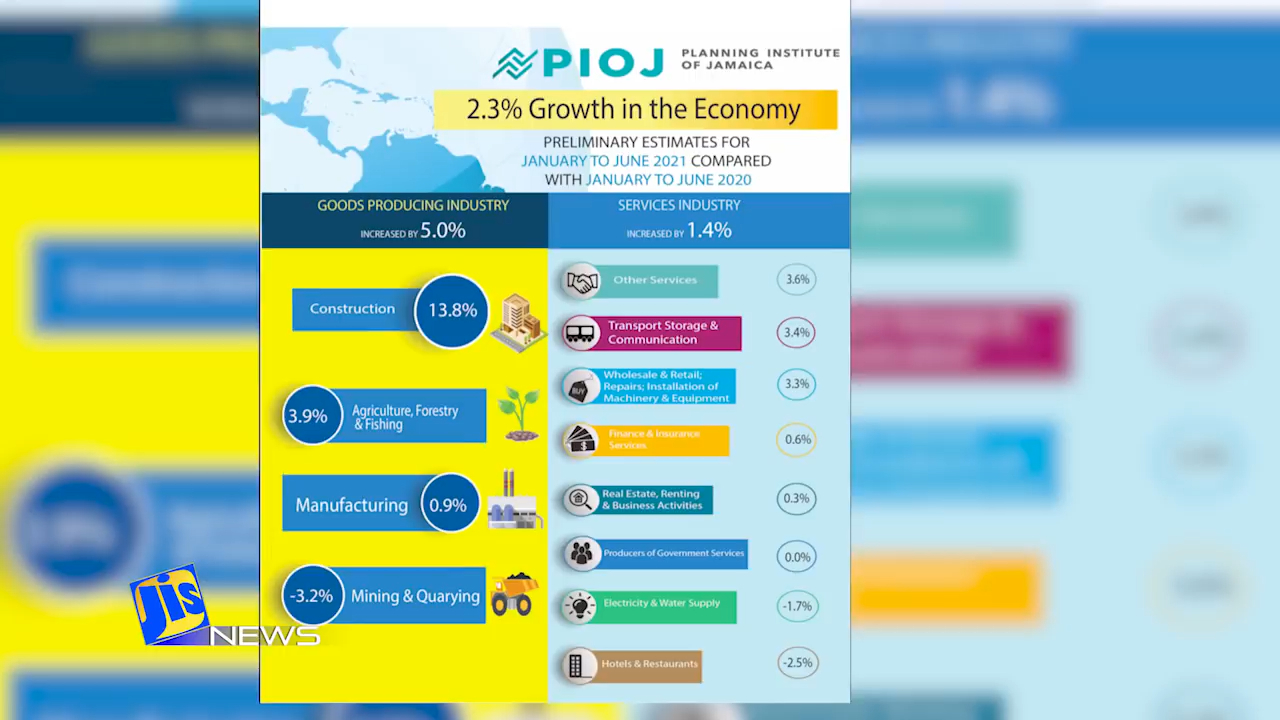 PIOJ
PLANNING INSTITUTE
OF JAMAICA
2.3% Growth in the Economy
PRELIMINARY ESTIMATES FOR
JANUARY TO JUNE 2021 COMPARED
WITH JANUARY TO JUNE 2020
GOODS PRODUCING INDUSTRY
INCREASED BY 5.0%
Construction
13.8%
3.9%
Agriculture, Forestry
& Fishing
Manufacturing
0.9%
-3.2%
Mining & Quarying
SERVICES INDUSTRY
INCREASED BY 1.4%
Other Services
3.6%
Transport Storage &
Communication
3.4%
BUY
Wholesale & Retail;
Repairs; Installation of
Machinery & Equipment
3.3%
$
Finance & Insurance
Services
0.6%
Real Estate, Renting
& Business Activities
0.3%
Producers of Government Services
0.0%
Electricity & Water Supply
-1.7%
Hotels & Restaurants
-2.5%
JIS
NEWS